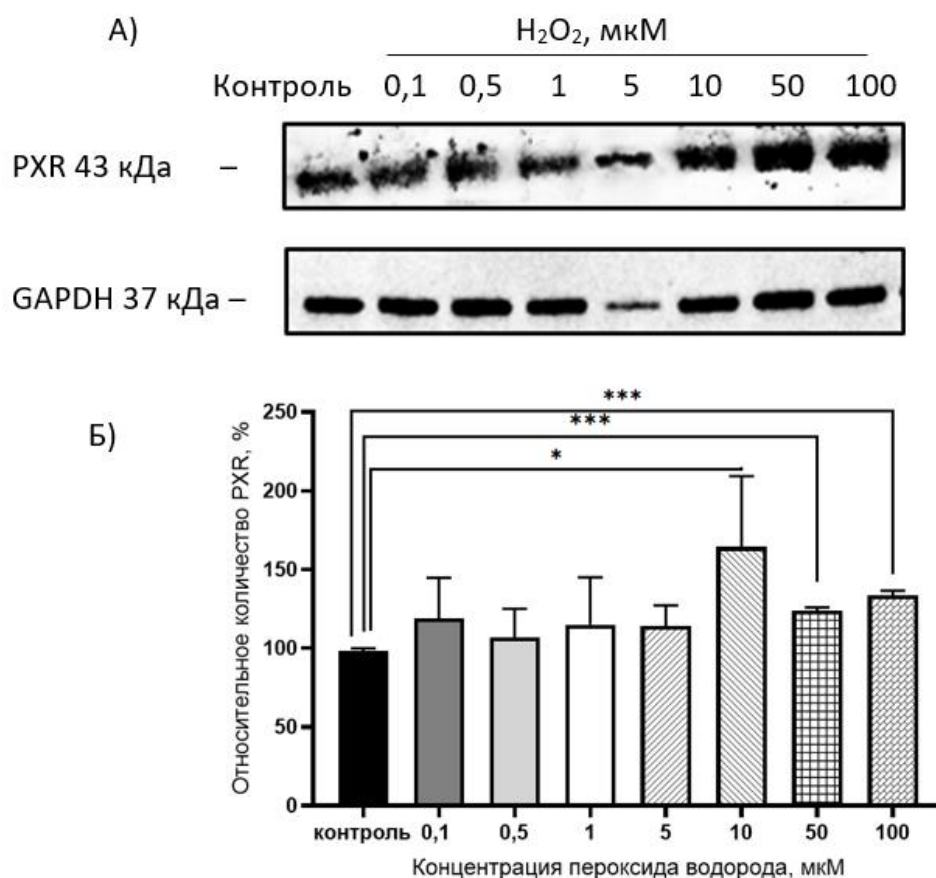 А)
H₂O₂, мкМ
Контроль 0,1 0,5 1 5 10 50 100
PXR 43 кДа –
GAPDH 37 кДа –
Б)
Относительное количество PXR, %
250
200
150
100
50
0
***
***
*
контроль 0,1 0,5 1 5 10 50 100
Концентрация пероксида водорода, мкМ